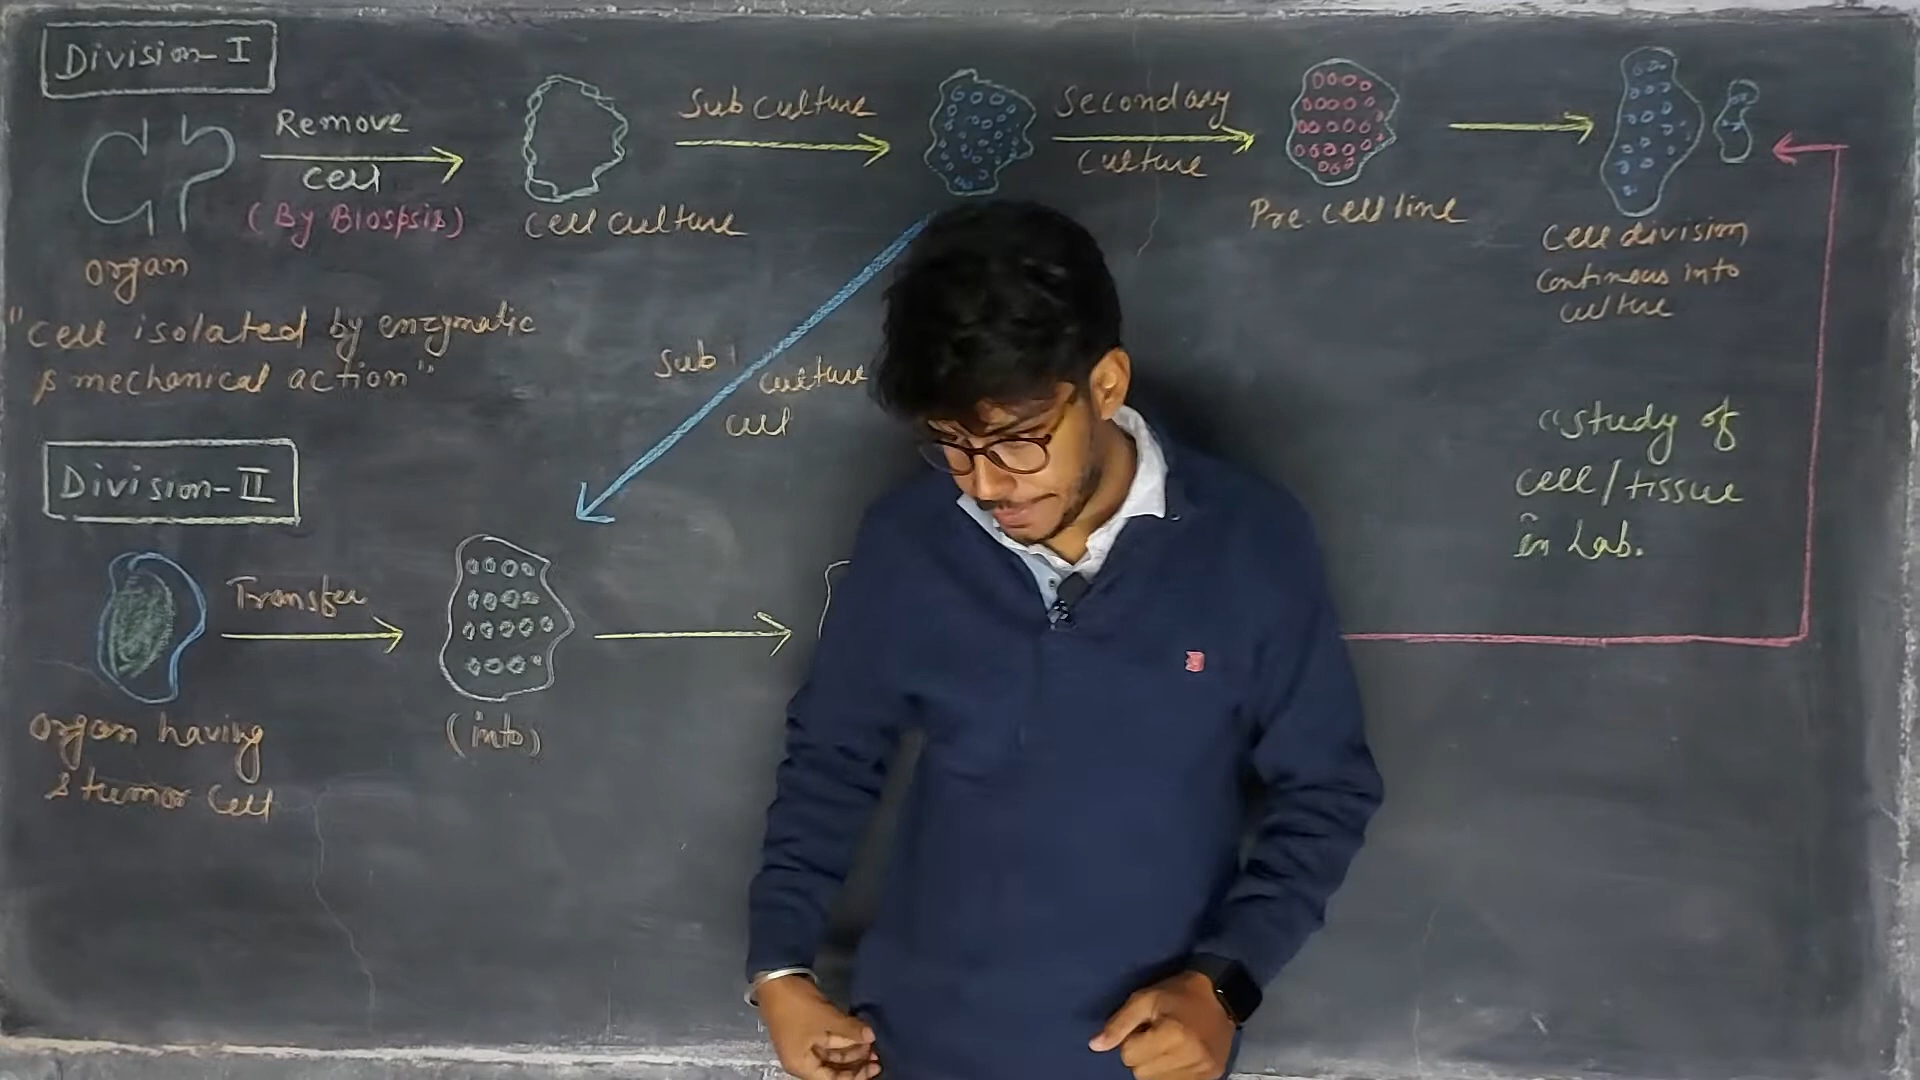 Division-I
Remove
cell
(By Biospsis)
organ
cell culture
Sub culture
Secondary
culture
Pre. cell line
Cell division
Continous into
culture
"cell isolated by enzymatic
& mechanical action"
Sub culture
cell
"Study of
cell/tissue
in Lab.
Division-II
Transfer
(into)
organ having
& tumor Cell